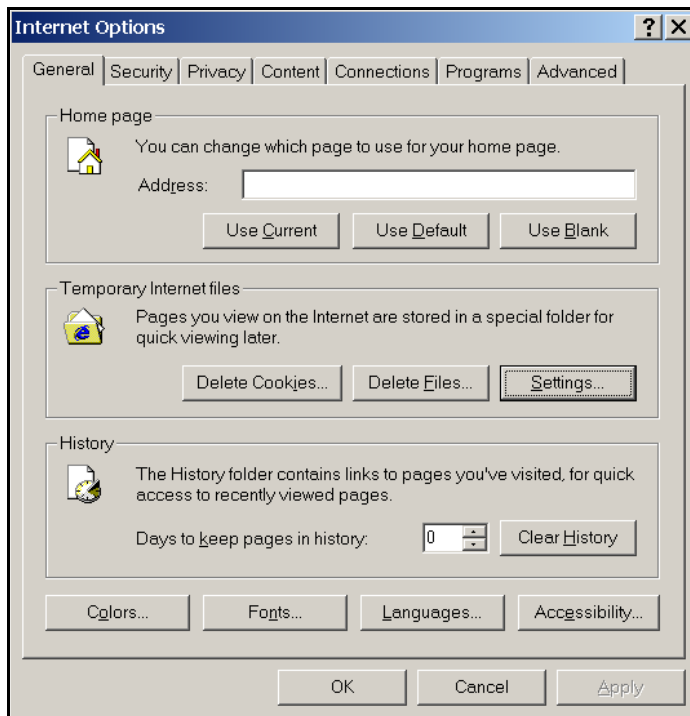 Internet Options
General Security Privacy Content Connections Programs Advanced
Home page
You can change which page to use for your home page.
Address:
Use Current Use Default Use Blank
Temporary Internet files
Pages you view on the Internet are stored in a special folder for
quick viewing later.
Delete Cookies... Delete Files... Settings...
History
The History folder contains links to pages you've visited, for quick
access to recently viewed pages.
Days to keep pages in history: 0 Clear History
Colors... Fonts... Languages... Accessibility...
OK Cancel Apply